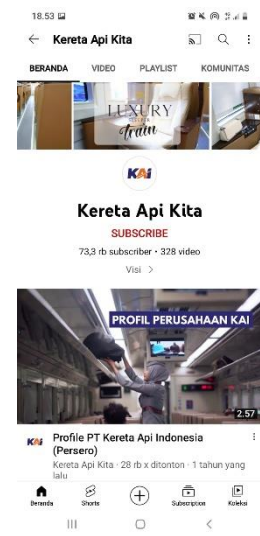 18.53
Kereta Api Kita
BERANDA VIDEO PLAYLIST KOMUNITAS
LUXURY
train
KAI
Kereta Api Kita
SUBSCRIBE
73,3 rb subscriber • 328 video
Visi >
PROFIL PERUSAHAAN KAI
2.57
KAI
Profile PT Kereta Api Indonesia
(Persero)
Kereta Api Kita · 28 rb x ditonton · 1 tahun yang
lalu
Beranda Shorts Subscription Koleksi